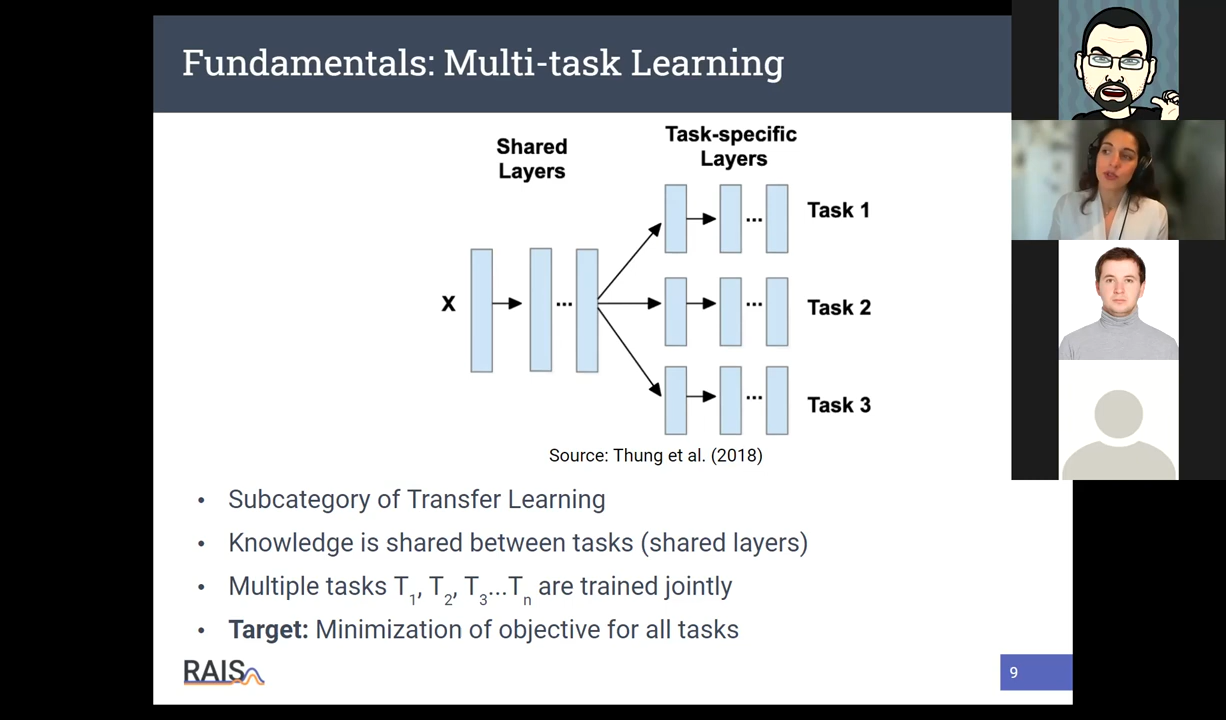 Fundamentals: Multi-task Learning
Shared
Layers
Task-specific
Layers
Task 1
X
...
...
Task 2
...
...
Task 3
Source: Thung et al. (2018)
• Subcategory of Transfer Learning
• Knowledge is shared between tasks (shared layers)
• Multiple tasks T1, T2, T3...Tn are trained jointly
• Target: Minimization of objective for all tasks
RAIS
9